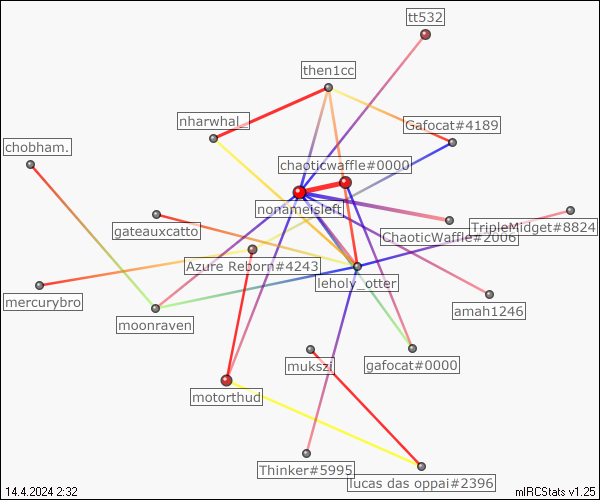 tt532
then1cc
nharwhal_
Gafocat#4189
chobham.
chaoticwaffle#0000
nonameisleft
gateauxcatto
TripleMidget#8824
ChaoticWaffle#2006
Azure Reborn#4243
leholy_otter
mercurybro
amah1246
moonraven
mukszi
gafocat#0000
motorthud
Thinker#5995
lucas das oppai#2396
14.4.2024 2:32
mIRCStats v1.25